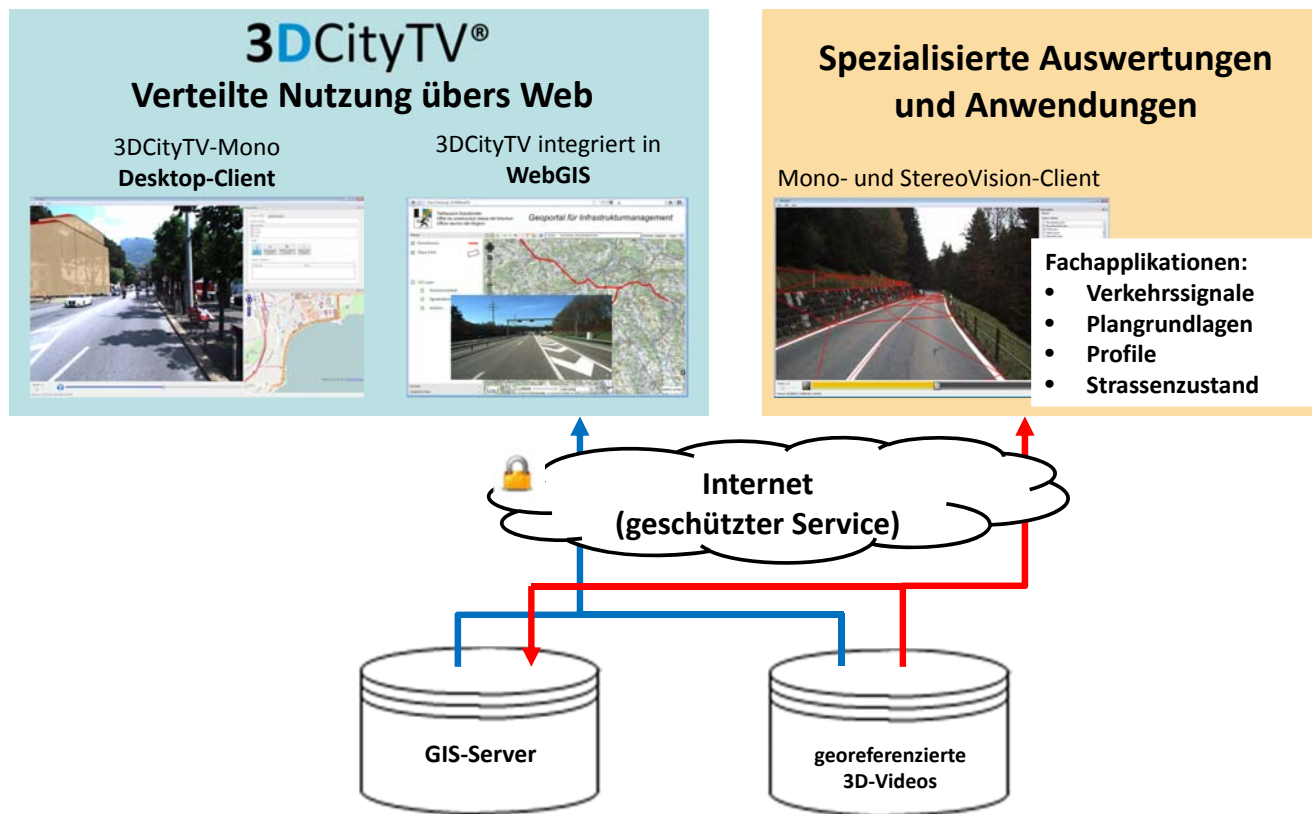 3DCityTV®
Verteilte Nutzung übers Web
3DCityTV-Mono
Desktop-Client
3DCityTV integriert in
WebGIS
Geoportal für Infrastrukturmanagement
Spezialisierte Auswertungen
und Anwendungen
Mono- und StereoVision-Client
Fachapplikationen:
• Verkehrssignale
• Plangrundlagen
• Profile
• Strassenzustand
Internet
(geschützter Service)
GIS-Server
georeferenzierte
3D-Videos